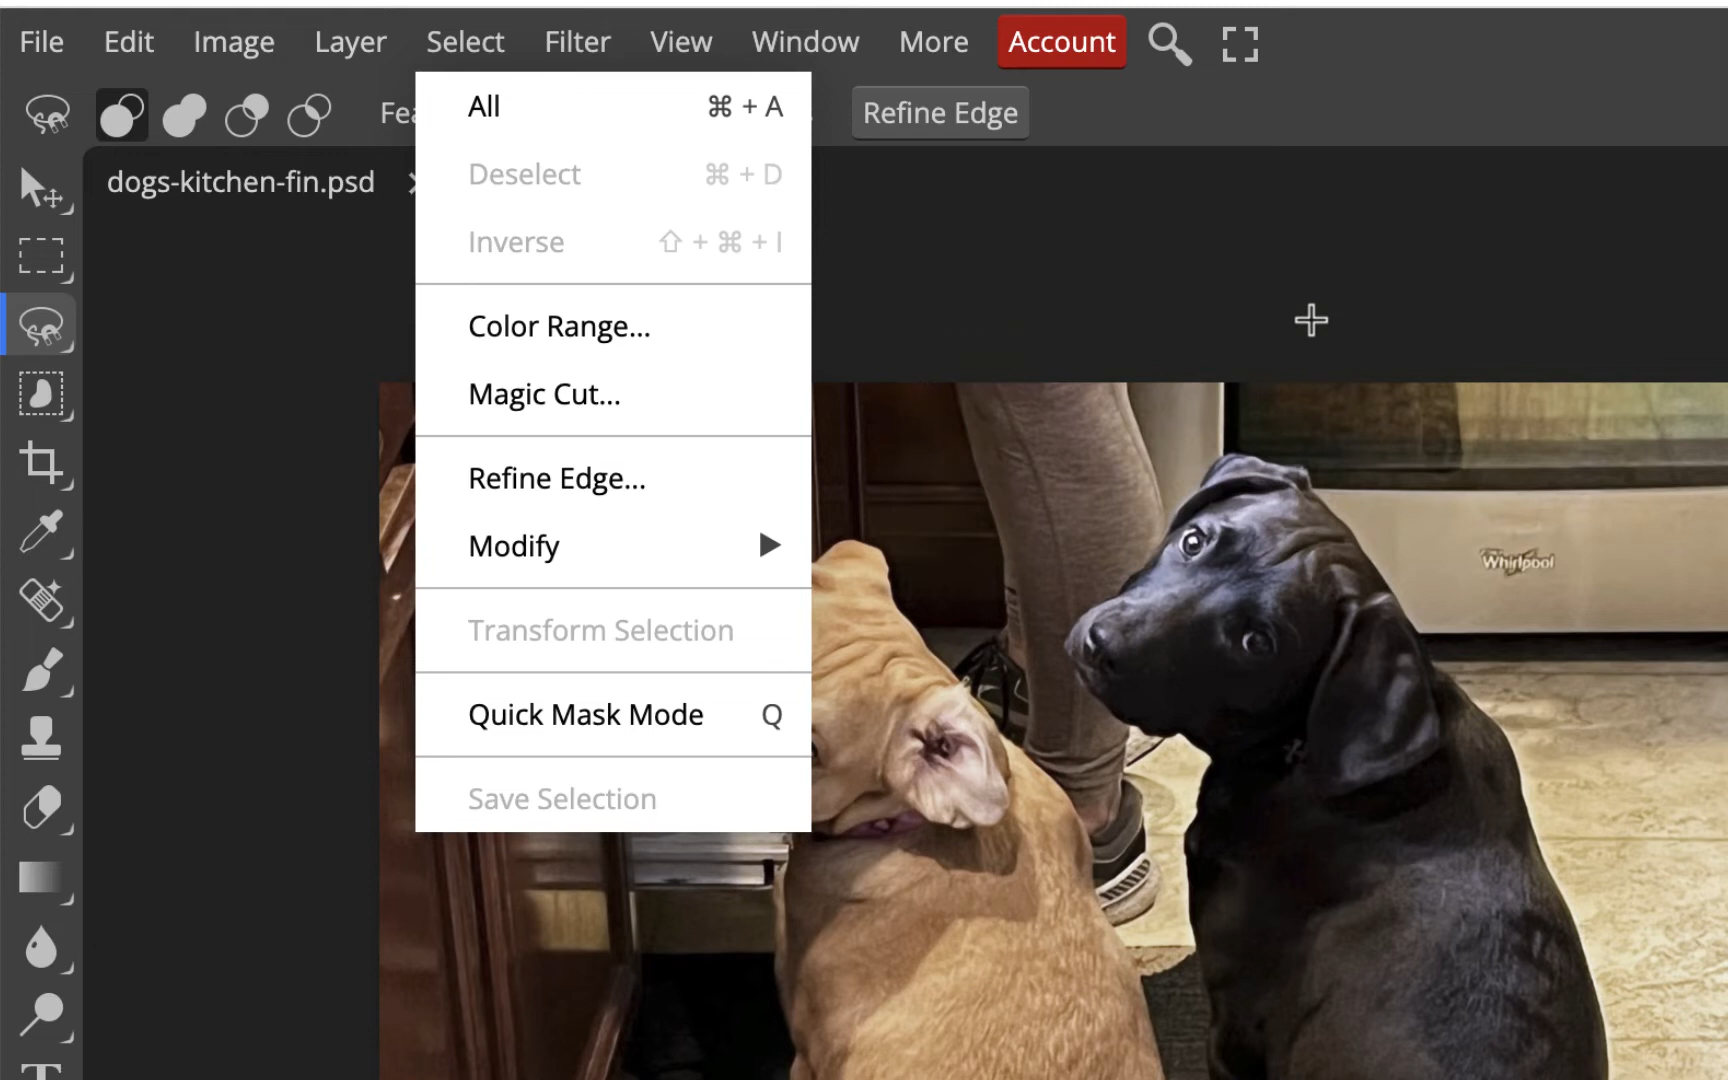 File Edit Image Layer Select Filter View Window More Account
Fea
Refine Edge
dogs-kitchen-fin.psd
All ⌘ + A
Deselect ⌘ + D
Inverse ⇧ + ⌘ + I
Color Range...
Magic Cut...
Refine Edge...
Modify ▶
Transform Selection
Quick Mask Mode Q
Save Selection
Whirlpool